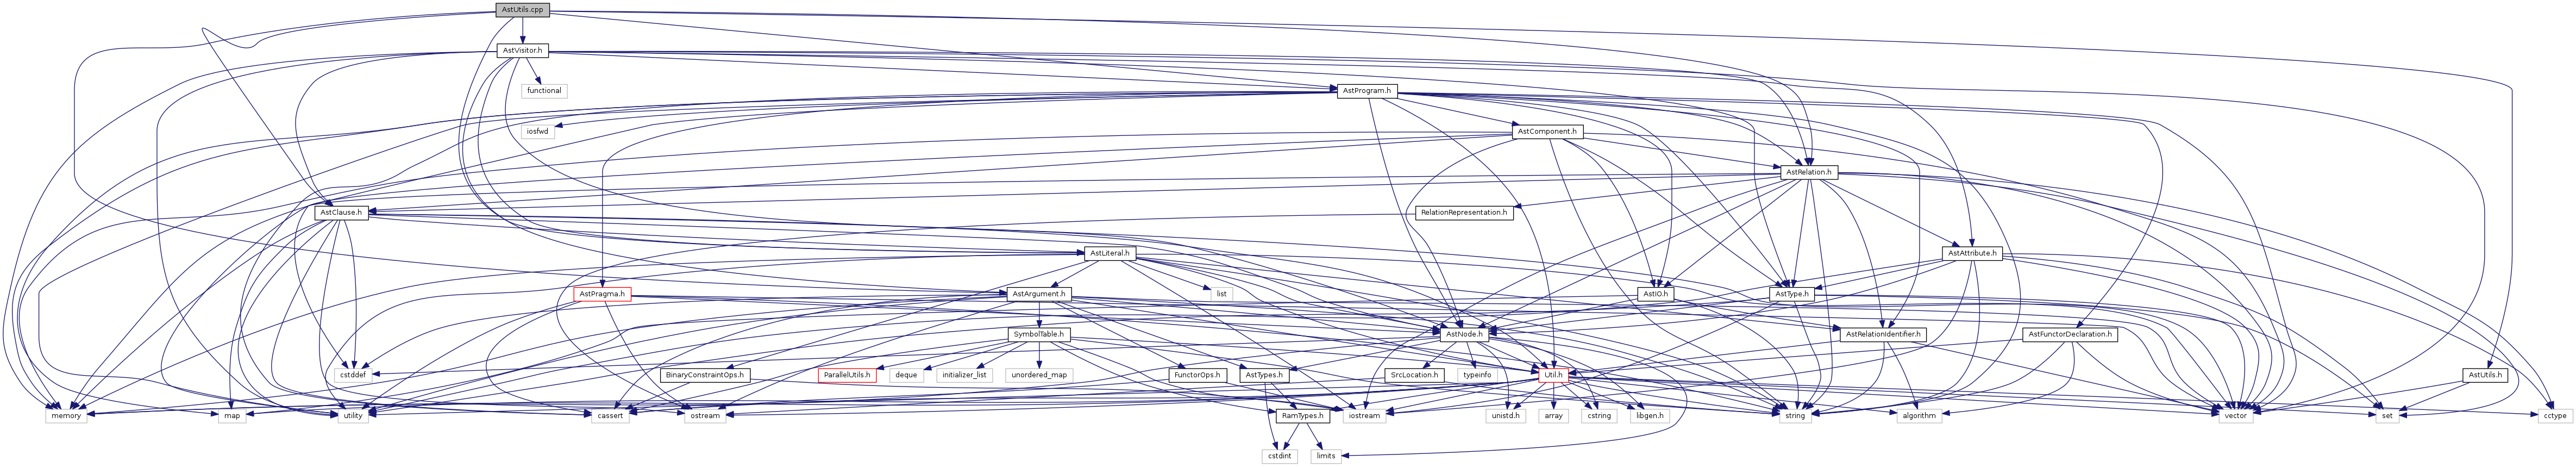 AstUtils.cpp
AstVisitor.h
functional
AstProgram.h
iosfwd
AstComponent.h
AstRelation.h
AstClause.h
RelationRepresentation.h
AstLiteral.h
AstAttribute.h
AstPragma.h
AstArgument.h
list
AstIO.h
AstType.h
SymbolTable.h
AstNode.h
AstRelationIdentifier.h
AstFunctorDeclaration.h
cstddef
BinaryConstraintOps.h
ParallelUtils.h
deque
initializer_list
unordered_map
FunctorOps.h
AstTypes.h
SrcLocation.h
typeinfo
Util.h
AstUtils.h
memory
map
utility
cassert
ostream
RamTypes.h
iostream
unistd.h
array
cstring
libgen.h
string
algorithm
vector
set
cctype
cstdint
limits